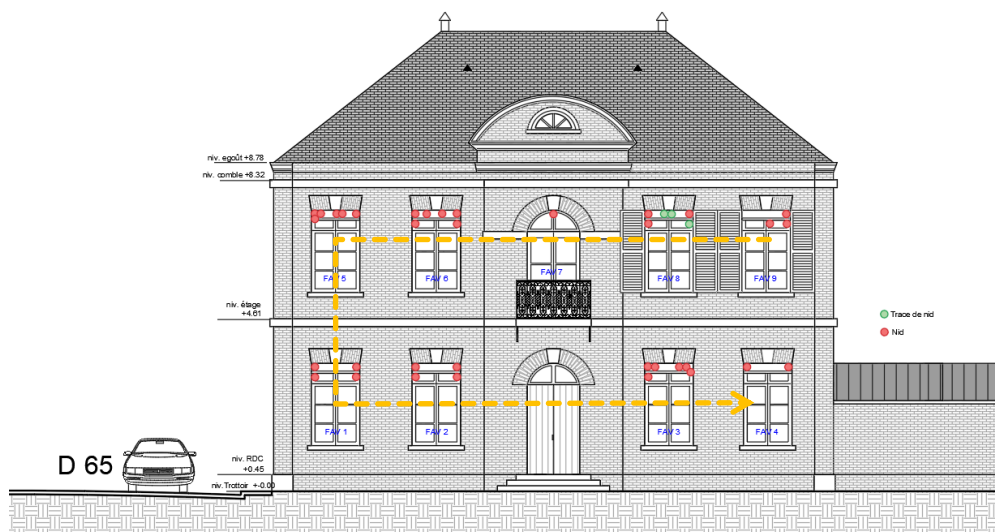 niv. egoût +8.78
niv. comble +8.32
FAV 5
FAV 6
FAV 7
FAV 8
FAV 9
niv. étage
+4.61
Trace de nid
Nid
FAV 1
FAV 2
FAV 3
FAV 4
D 65
niv. RDC
+0.45
niv.Trottoir +-0.00